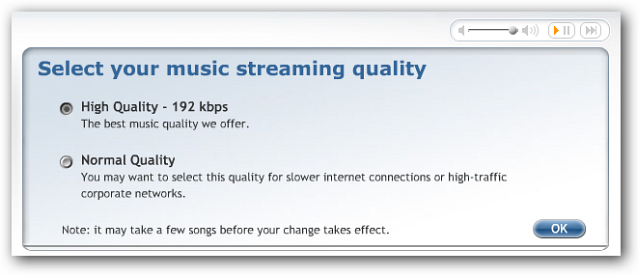 Select your music streaming quality
High Quality - 192 kbps
The best music quality we offer.
Normal Quality
You may want to select this quality for slower internet connections or high-traffic
corporate networks.
Note: it may take a few songs before your change takes effect.
OK